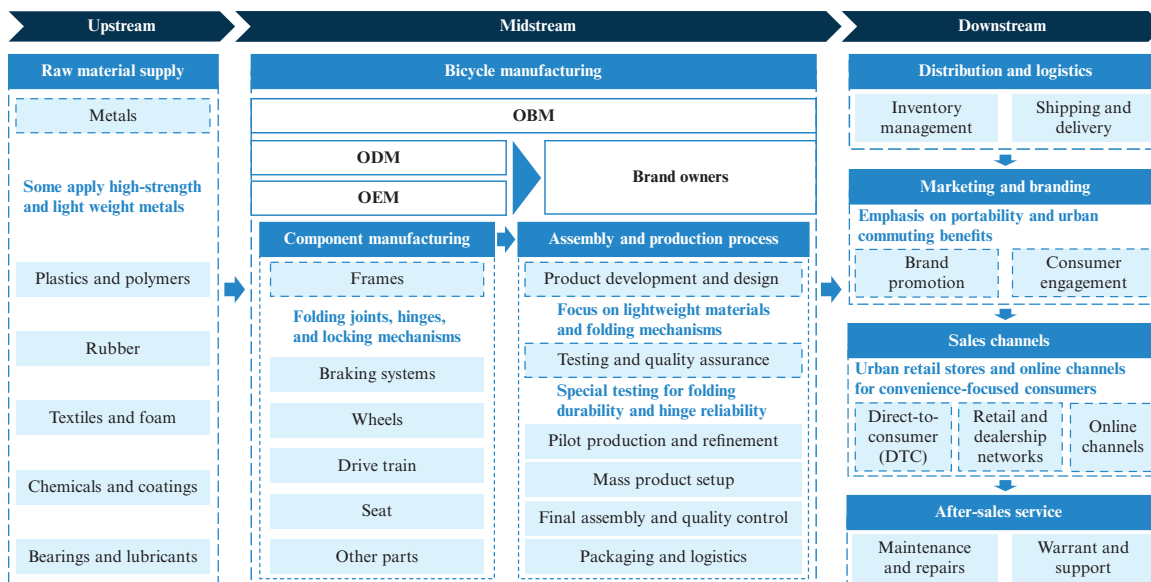 Upstream
Midstream
Downstream
Raw material supply
Metals
Some apply high-strength
and light weight metals
Plastics and polymers
Rubber
Textiles and foam
Chemicals and coatings
Bearings and lubricants
Bicycle manufacturing
OBM
ODM
OEM
Brand owners
Component manufacturing
Frames
Folding joints, hinges,
and locking mechanisms
Braking systems
Wheels
Drive train
Seat
Other parts
Assembly and production process
Product development and design
Focus on lightweight materials
and folding mechanisms
Testing and quality assurance
Special testing for folding
durability and hinge reliability
Pilot production and refinement
Mass product setup
Final assembly and quality control
Packaging and logistics
Distribution and logistics
Inventory
management
Shipping and
delivery
Marketing and branding
Emphasis on portability and urban
commuting benefits
Brand
promotion
Consumer
engagement
Sales channels
Urban retail stores and online channels
for convenience-focused consumers
Direct-to-
consumer
(DTC)
Retail and
dealership
networks
Online
channels
After-sales service
Maintenance
and repairs
Warrant and
support